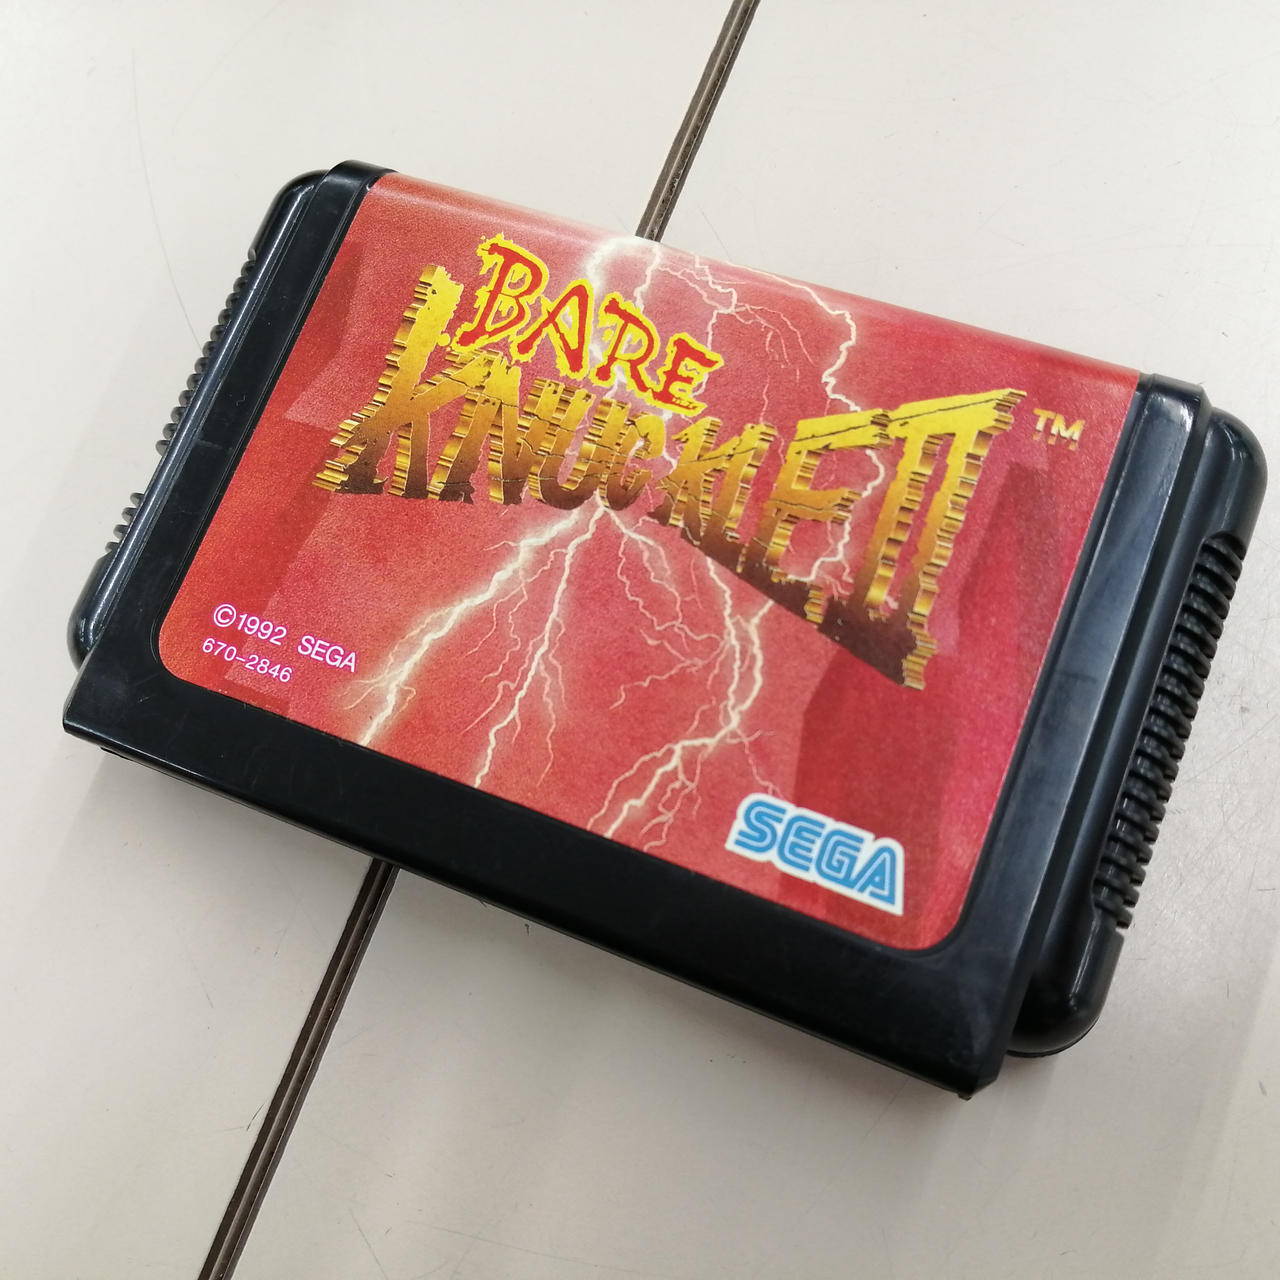 BARE
KNUCKLE II
TM
©1992 SEGA
670-2846
SEGA